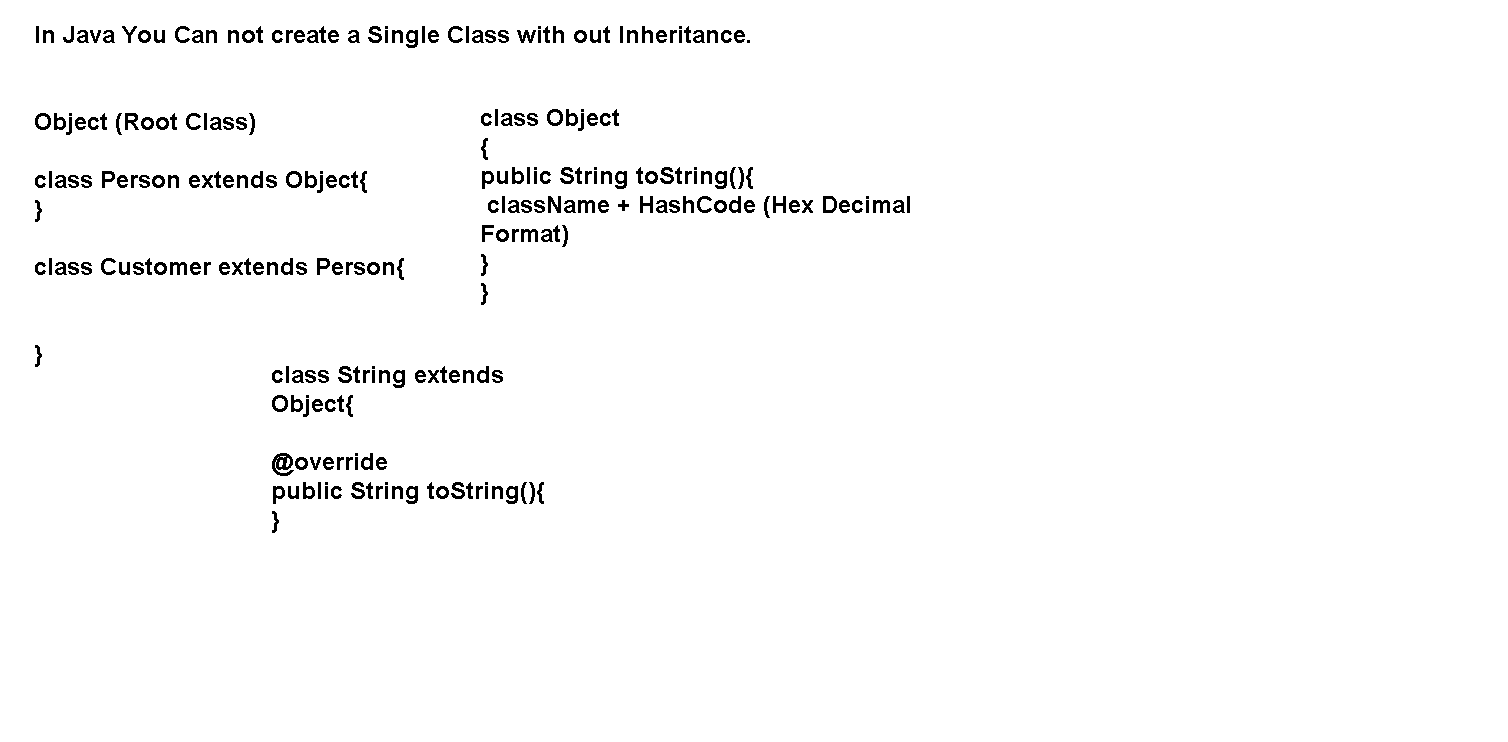 In Java You Can not create a Single Class with out Inheritance.
Object (Root Class)
class Person extends Object{
}
class Customer extends Person{
}
class Object
{
public String toString(){
className + HashCode (Hex Decimal
Format)
}
}
class String extends
Object{
@override
public String toString(){
}